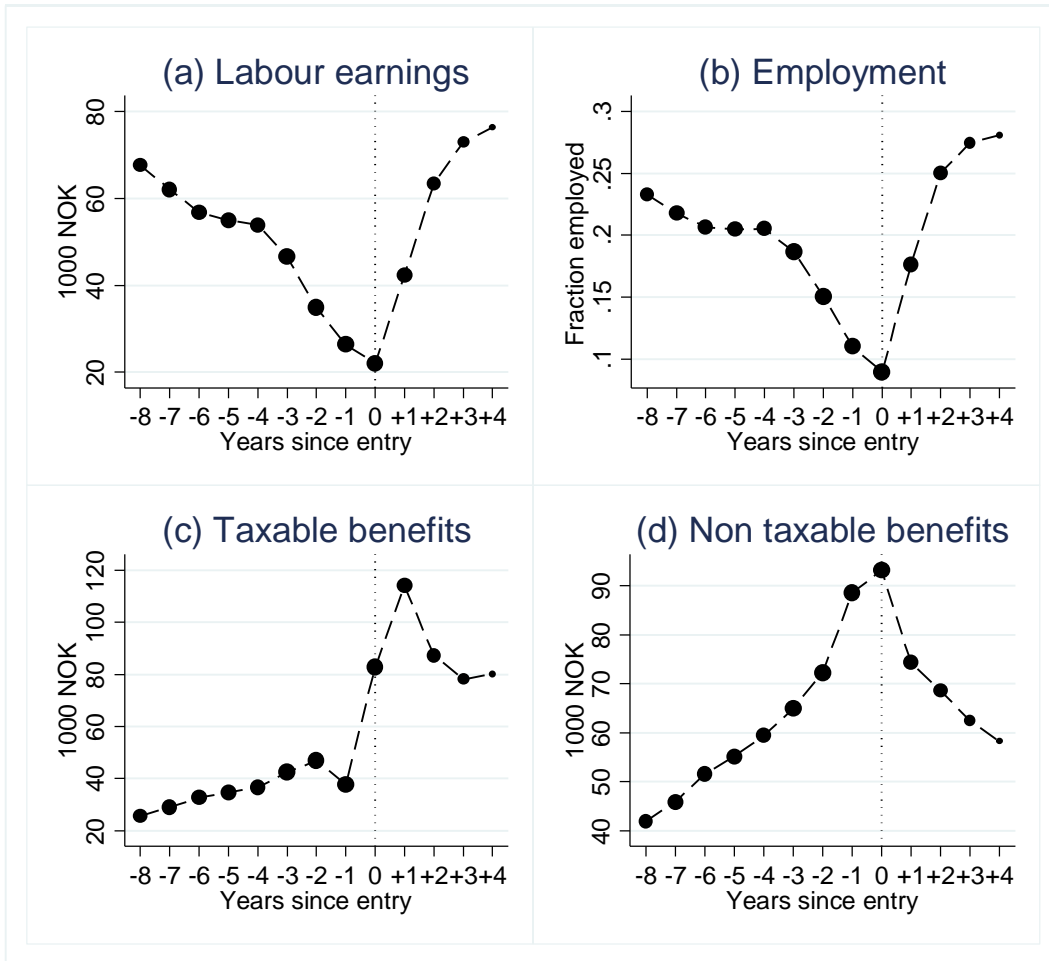 (a) Labour earnings
1000 NOK
80
60
40
20
-8 -7 -6 -5 -4 -3 -2 -1 0 +1 +2 +3 +4
Years since entry
(b) Employment
Fraction employed
.3
.25
.2
.15
.1
-8 -7 -6 -5 -4 -3 -2 -1 0 +1 +2 +3 +4
Years since entry
(c) Taxable benefits
1000 NOK
120
100
80
60
40
20
-8 -7 -6 -5 -4 -3 -2 -1 0 +1 +2 +3 +4
Years since entry
(d) Non taxable benefits
1000 NOK
90
80
70
60
50
40
-8 -7 -6 -5 -4 -3 -2 -1 0 +1 +2 +3 +4
Years since entry